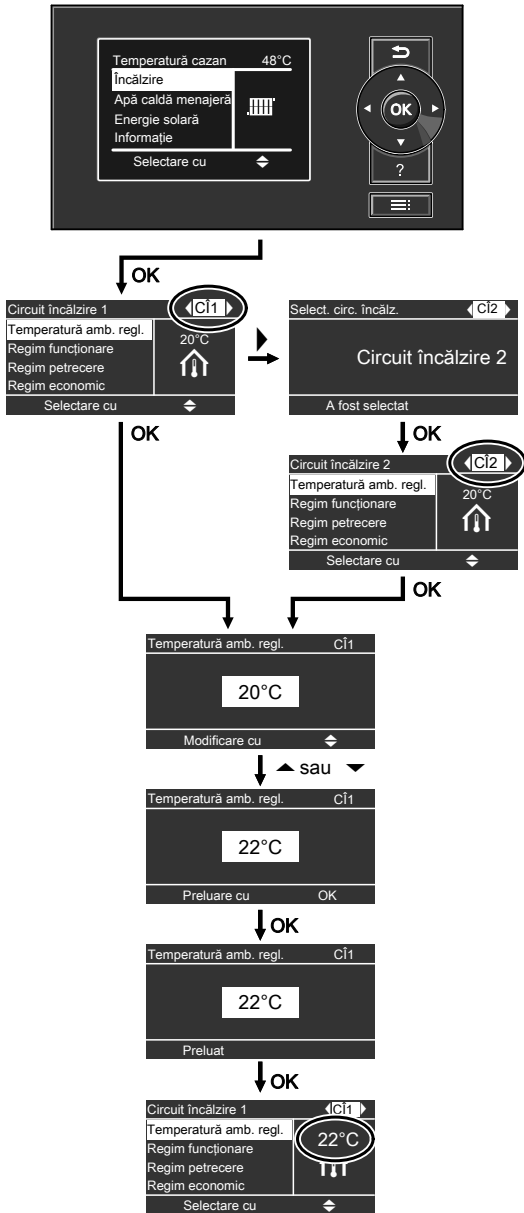 Temperatură cazan 48°C
Încălzire
Apă caldă menajeră
Energie solară
Informație
Selectare cu
OK
?
OK
Circuit încălzire 1 CÎ1
Temperatură amb. regl.
Regim funcționare
Regim petrecere
Regim economic
20°C
Selectare cu
Select. circ. încălz. CÎ2
Circuit încălzire 2
A fost selectat
OK
OK
Circuit încălzire 2 CÎ2
Temperatură amb. regl.
Regim funcționare
Regim petrecere
Regim economic
20°C
Selectare cu
OK
Temperatură amb. regl. CÎ1
20°C
Modificare cu
sau
Temperatură amb. regl. CÎ1
22°C
Preluare cu OK
OK
Temperatură amb. regl. CÎ1
22°C
Preluat
OK
Circuit încălzire 1 CÎ1
Temperatură amb. regl.
Regim funcționare
Regim petrecere
Regim economic
22°C
Selectare cu